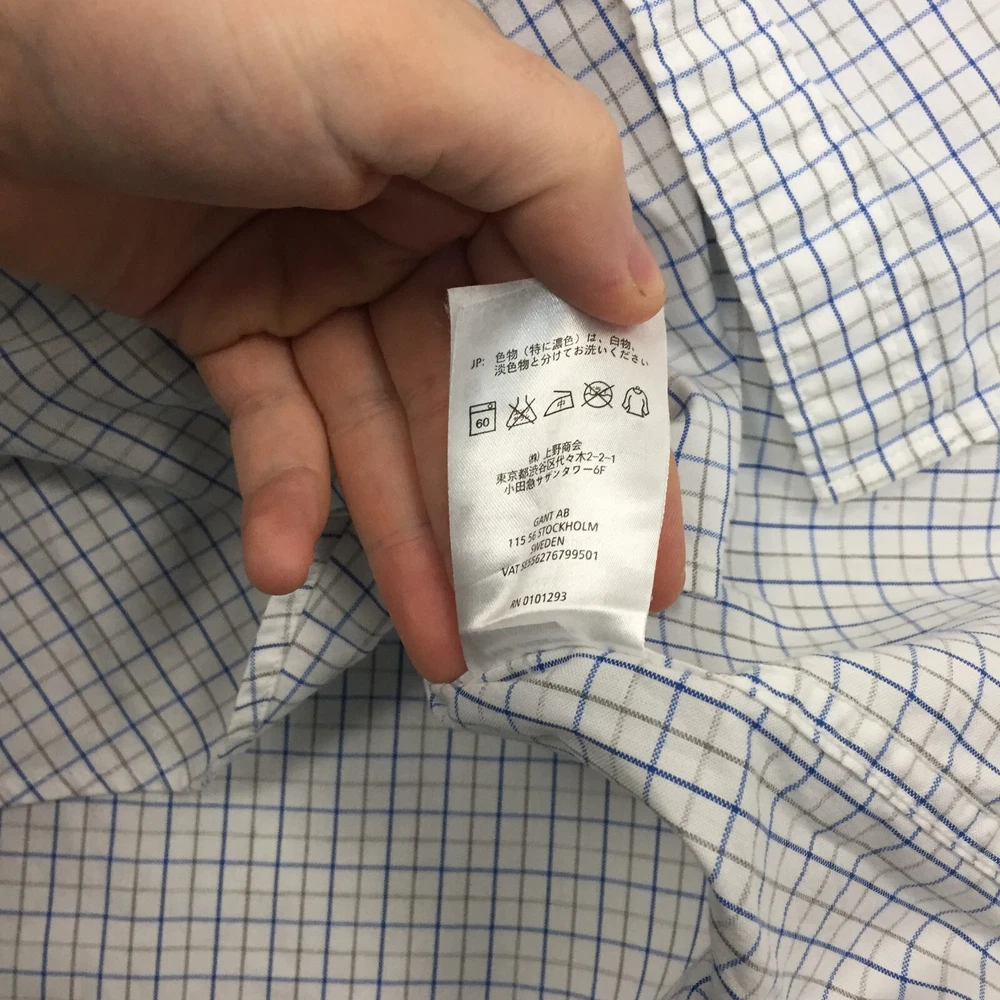 JP: 色物（特に濃色）は、白物、
淡色物と分けてお洗いください
60 中
㈱ 上野商会
東京都渋谷区代々木2-2-1
小田急サザンタワー6F
GANT AB
115 56 STOCKHOLM
SWEDEN
VAT SE556276799501
RN 0101293